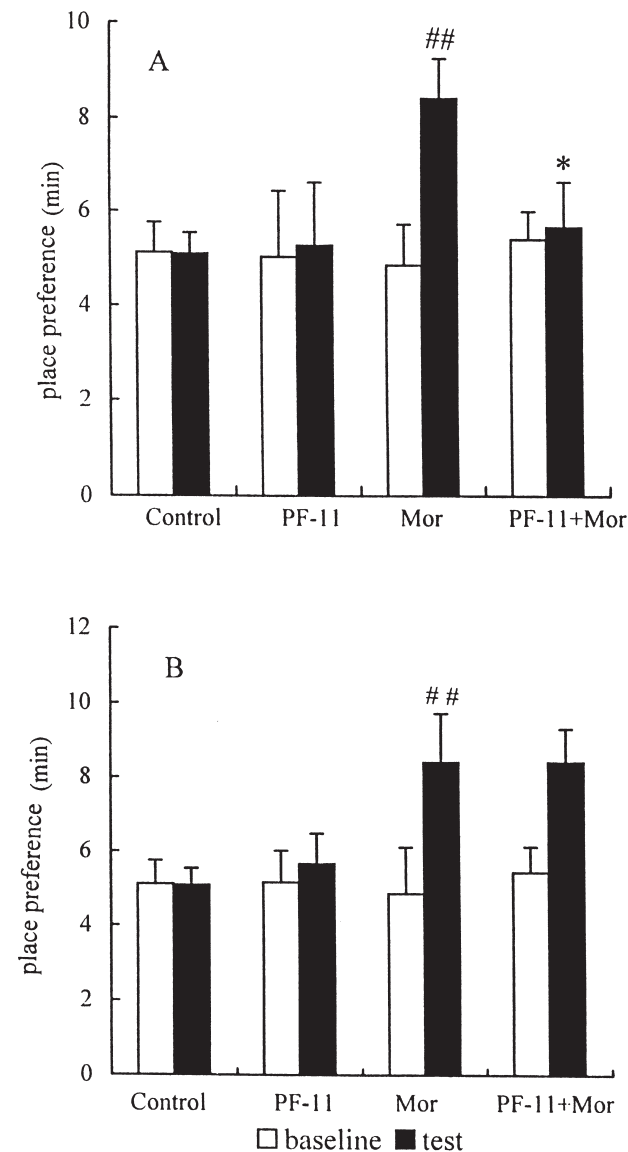 10
A
##
8
*
6
4
2
0
place preference (min)
Control PF-11 Mor PF-11+Mor
12
B
10
# #
8
6
4
2
0
place preference (min)
Control PF-11 Mor PF-11+Mor
baseline test